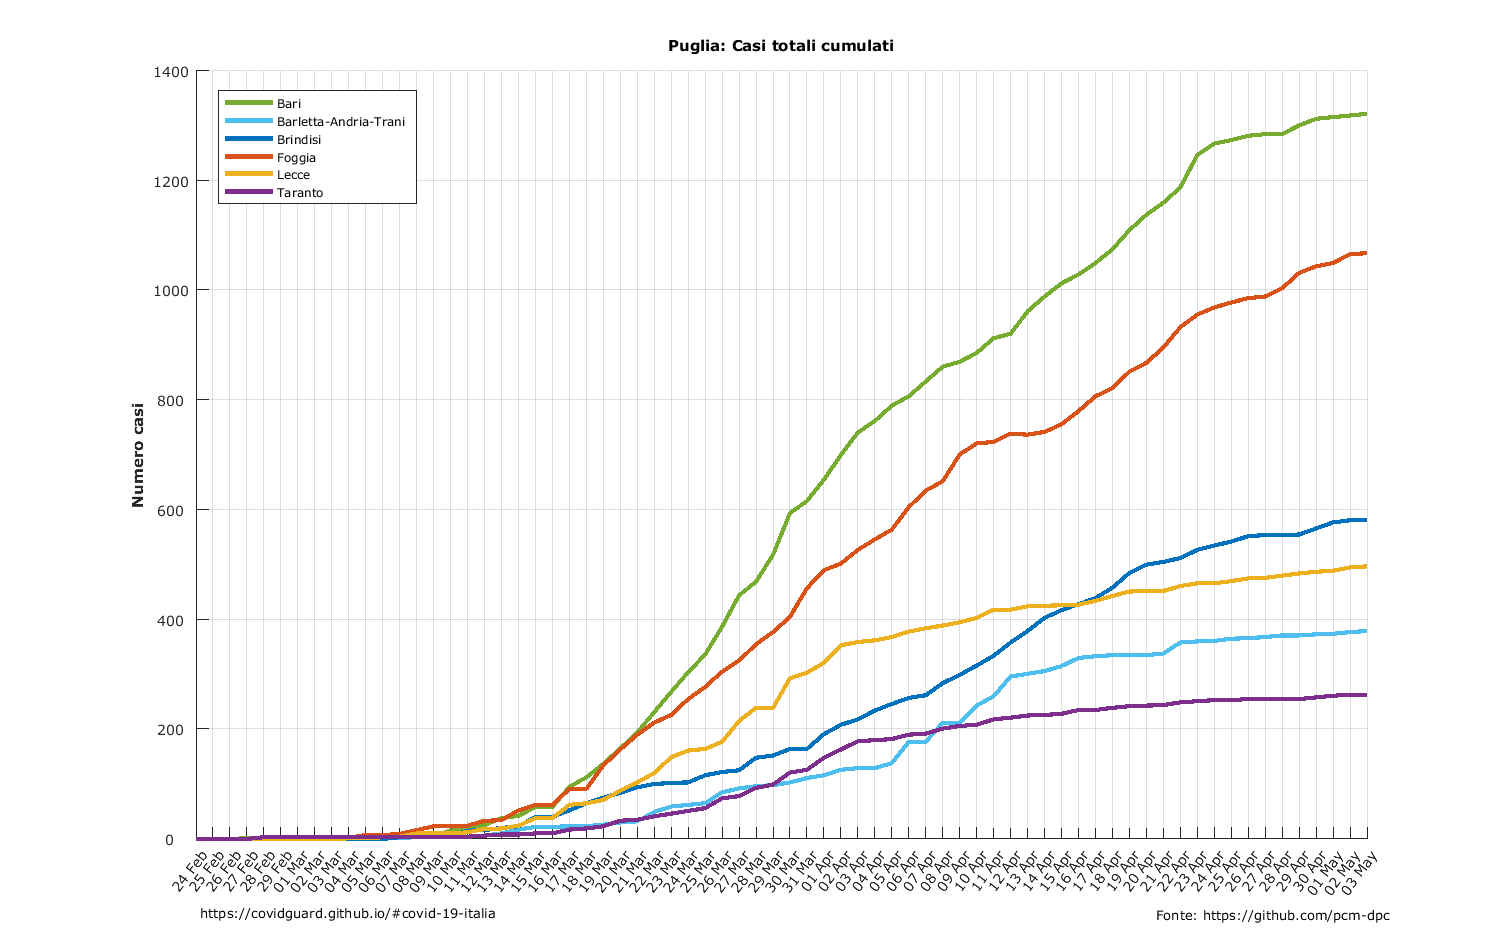 Puglia: Casi totali cumulati
1400
1200
1000
800
600
400
200
0
Numero casi
Bari
Barletta-Andria-Trani
Brindisi
Foggia
Lecce
Taranto
24 Feb
25 Feb
26 Feb
27 Feb
28 Feb
29 Feb
01 Mar
02 Mar
03 Mar
04 Mar
05 Mar
06 Mar
07 Mar
08 Mar
09 Mar
10 Mar
11 Mar
12 Mar
13 Mar
14 Mar
15 Mar
16 Mar
17 Mar
18 Mar
19 Mar
20 Mar
21 Mar
22 Mar
23 Mar
24 Mar
25 Mar
26 Mar
27 Mar
28 Mar
29 Mar
30 Mar
31 Mar
01 Apr
02 Apr
03 Apr
04 Apr
05 Apr
06 Apr
07 Apr
08 Apr
09 Apr
10 Apr
11 Apr
12 Apr
13 Apr
14 Apr
15 Apr
16 Apr
17 Apr
18 Apr
19 Apr
20 Apr
21 Apr
22 Apr
23 Apr
24 Apr
25 Apr
26 Apr
27 Apr
28 Apr
29 Apr
30 Apr
01 May
02 May
03 May
https://covidguard.github.io/#covid-19-italia
Fonte: https://github.com/pcm-dpc